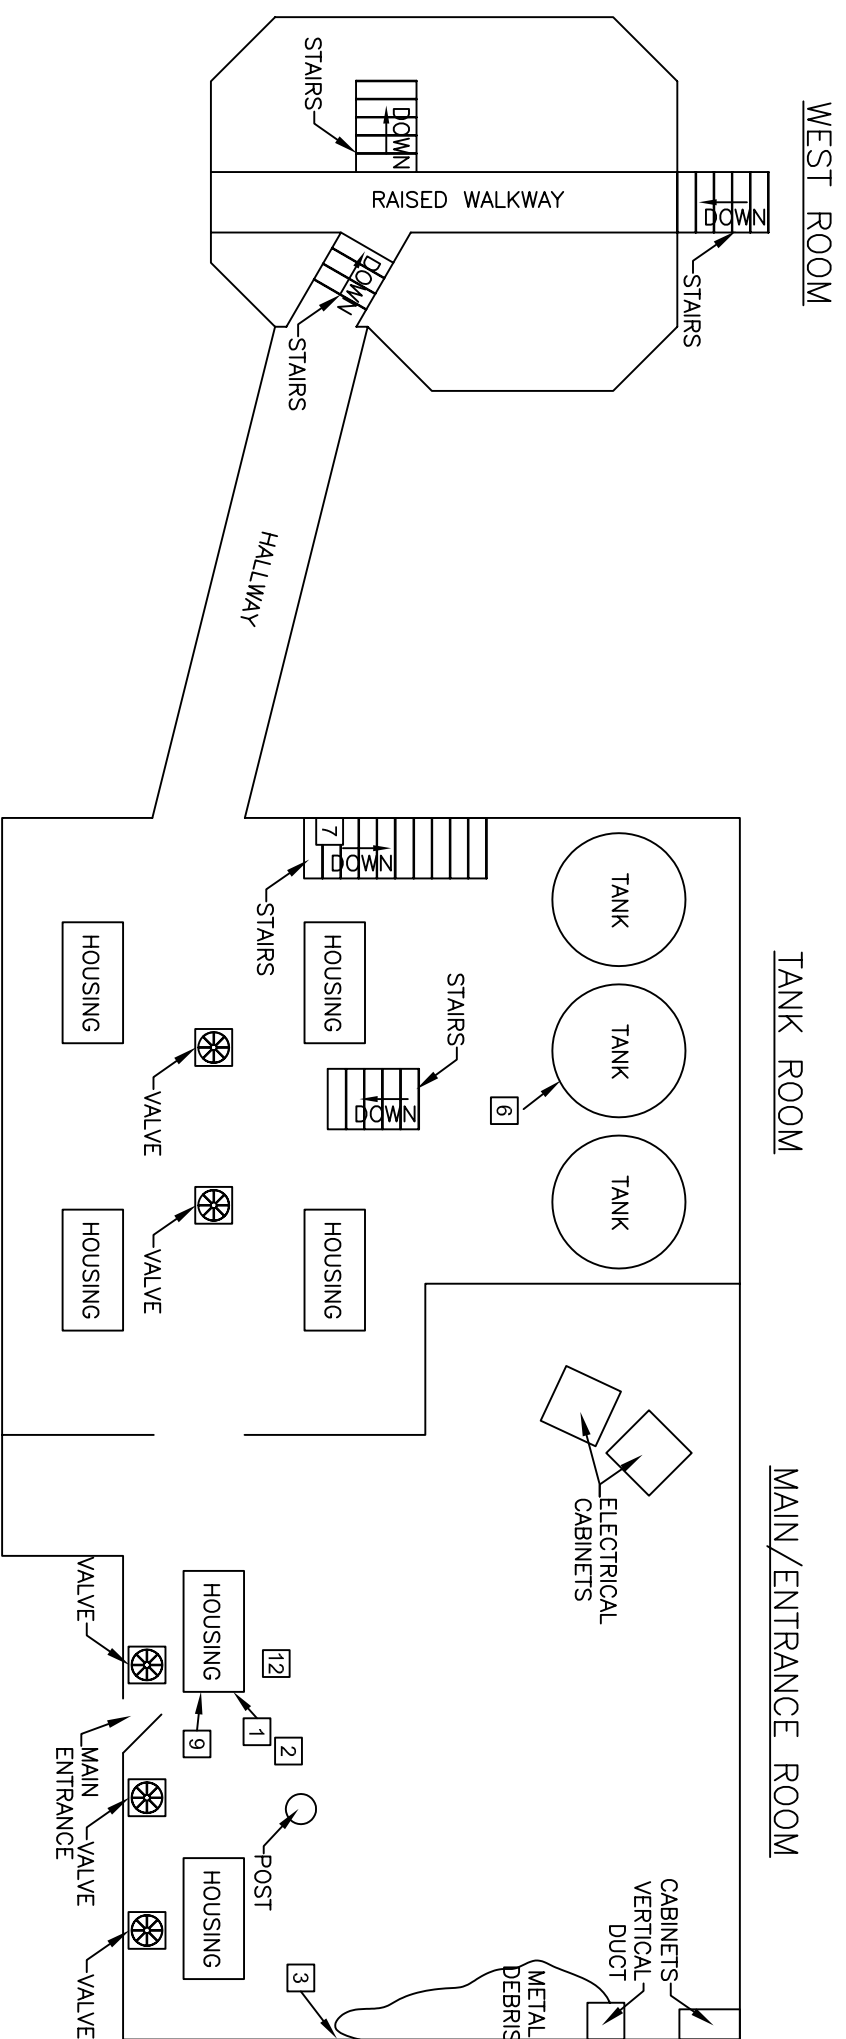 WEST ROOM
STAIRS
DOWN
RAISED WALKWAY
DOWN
STAIRS
DOWN
STAIRS
HALLWAY
TANK ROOM
7
DOWN
STAIRS
TANK
TANK
TANK
6
STAIRS
DOWN
HOUSING
HOUSING
VALVE
VALVE
HOUSING
HOUSING
MAIN/ENTRANCE ROOM
ELECTRICAL
CABINETS
VALVE
HOUSING
12
1
2
9
MAIN
ENTRANCE
VALVE
POST
HOUSING
VALVE
3
CABINETS
VERTICAL
DUCT
METAL
DEBRIS